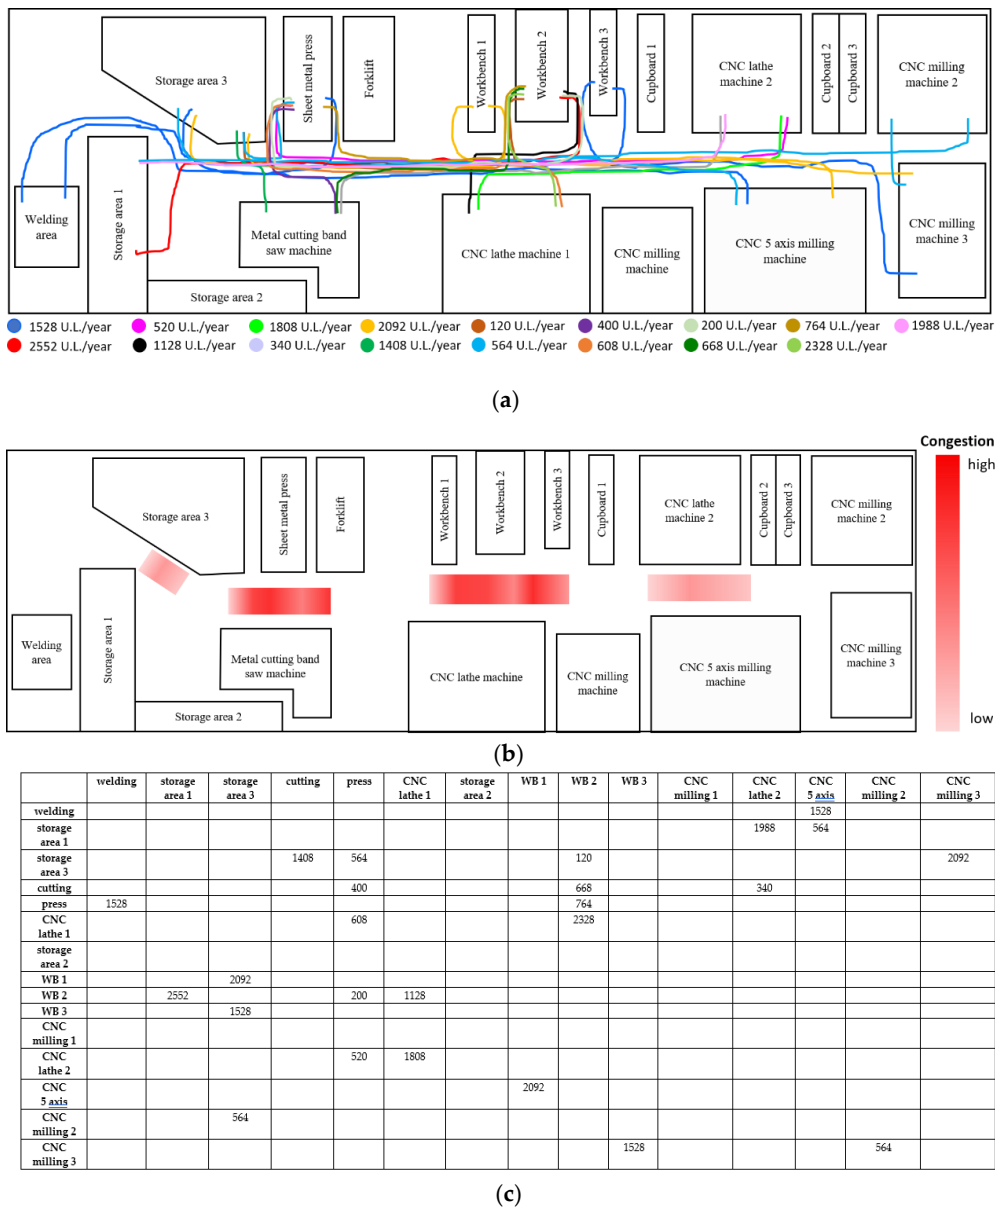 Storage area 3
Sheet metal press
Forklift
Workbench 1
Workbench 2
Workbench 3
Cupboard 1
CNC lathe
machine 2
Cupboard 2
Cupboard 3
CNC milling
machine 2
Welding
area
Storage area 1
Metal cutting band
saw machine
Storage area 2
CNC lathe machine 1
CNC milling
machine
CNC 5 axis milling
machine
CNC milling
machine 3
1528 U.L./year 520 U.L./year 1808 U.L./year 2092 U.L./year 120 U.L./year 400 U.L./year 200 U.L./year 764 U.L./year 1988 U.L./year
2552 U.L./year 1128 U.L./year 340 U.L./year 1408 U.L./year 564 U.L./year 608 U.L./year 668 U.L./year 2328 U.L./year
(a)
Congestion
high
low
Storage area 3
Sheet metal press
Forklift
Workbench 1
Workbench 2
Workbench 3
Cupboard 1
CNC lathe
machine 2
Cupboard 2
Cupboard 3
CNC milling
machine 2
Welding
area
Storage area 1
Metal cutting band
saw machine
Storage area 2
CNC lathe machine
CNC milling
machine
CNC 5 axis milling
machine
CNC milling
machine 3
(b)
welding storage area 1 storage area 3 cutting press CNC lathe 1 storage area 2 WB 1 WB 2 WB 3 CNC milling 1 CNC lathe 2 CNC 5 axis CNC milling 2 CNC milling 3
welding 1528
storage area 1 1988 564
storage area 3 1408 564 120 2092
cutting 400 668 340
press 1528 764
CNC lathe 1 608 2328
storage area 2
WB 1 2092
WB 2 2552 200 1128
WB 3 1528
CNC milling 1
CNC lathe 2 520 1808
CNC 5 axis 2092
CNC milling 2 564
CNC milling 3 1528 564
(c)